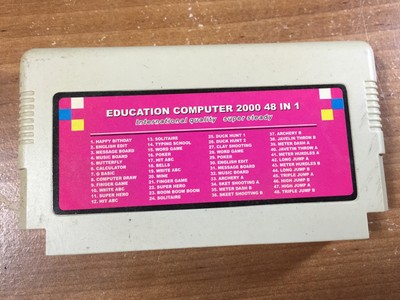 EDUCATION COMPUTER 2000 48 IN 1
International quality super steady
1. HAPPY BITHDAY
2. ENGLISH EDIT
3. MESSAGE BOARD
4. MUSIC BOARD
5. BUTTERFLY
6. CALCULATOR
7. G BASIC
8. COMPUTER DRAW
9. FINGER GAME
10. WHITE ABC
11. SUPER HERO
12. HIT ABC
13. SOLITAIRE
14. TYPING SCHOOL
15. WORD GAME
16. POKER
17. HIT ABC
18. BELLS
19. WHITE ABC
20. MINE
21. FINGER GAME
22. SUPER HERO
23. BOOM BOOM BOOM
24. SOLITAIRE
25. DUCK HUNT 1
26. DUCK HUNT 2
27. CLAY SHOOTING
28. WORD GAME
29. POKER
30. ENGLISH EDIT
31. MESSAGE BOARD
32. MUSIC BOARD
33. ARCHERY A
34. SKET SHOOTING A
35. METER DASH B
36. SKEET SHOOTING B
37. ARCHERY B
38. JAVELIN THROW B
39. METER DASH A
40. JAVETIN THROW A
41. METER HURDLES A
42. LONG JUMP A
43. METER HURDLES B
44. LONG JUMP B
45. TRIPLE JUMP A
46. HIGH JUMP B
47. HIGH JUMP A
48. TRIPLE JUMP B